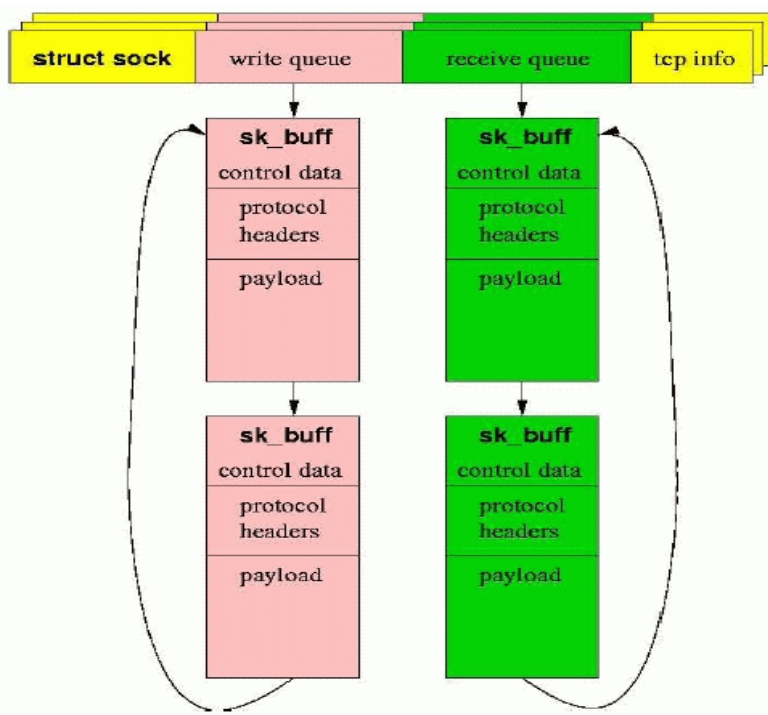 struct sock write queue receive queue tcp info
sk_buff
control data
protocol
headers
payload
sk_buff
control data
protocol
headers
payload
sk_buff
control data
protocol
headers
payload
sk_buff
control data
protocol
headers
payload